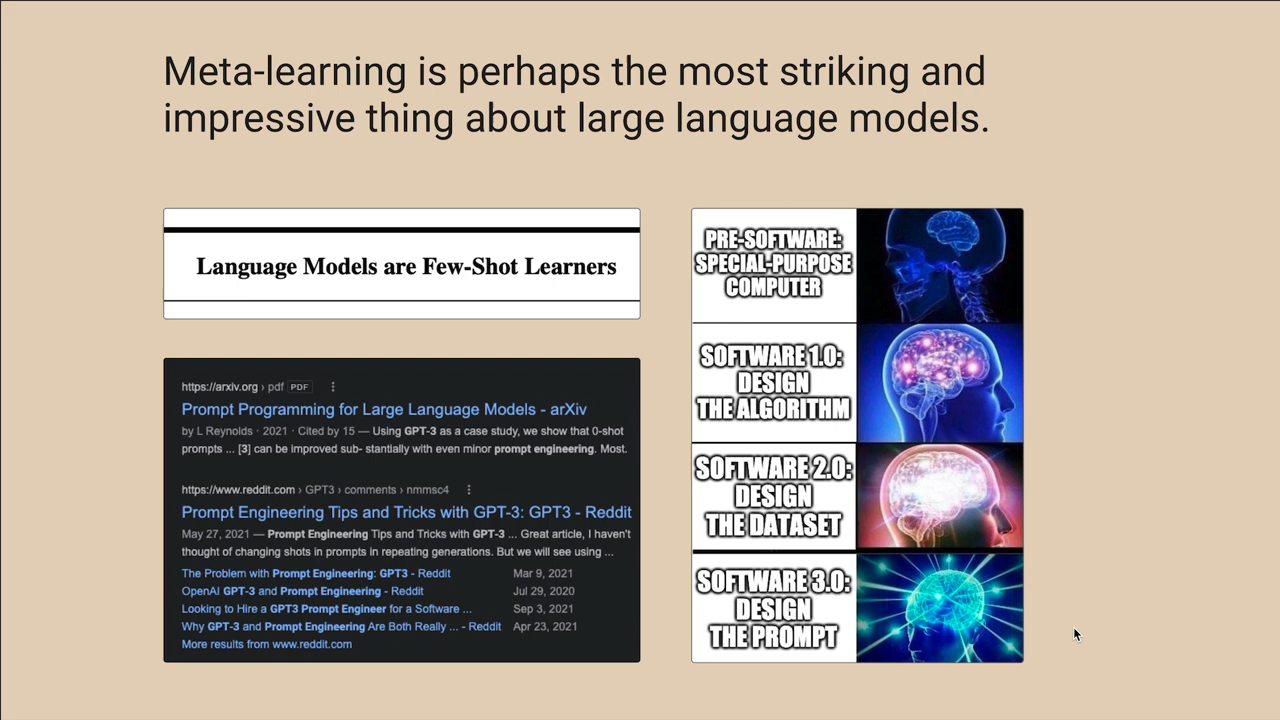 Meta-learning is perhaps the most striking and
impressive thing about large language models.
Language Models are Few-Shot Learners
https://arxiv.org › pdf PDF
Prompt Programming for Large Language Models - arXiv
by L Reynolds · 2021 · Cited by 15 — Using GPT-3 as a case study, we show that 0-shot
prompts ... [3] can be improved sub- stantially with even minor prompt engineering. Most.
https://www.reddit.com › GPT3 › comments › nmmsc4
Prompt Engineering Tips and Tricks with GPT-3: GPT3 - Reddit
May 27, 2021 — Prompt Engineering Tips and Tricks with GPT-3 ... Great article, I haven't
thought of changing shots in prompts in repeating generations. But we will see using ...
The Problem with Prompt Engineering: GPT3 - Reddit Mar 9, 2021
OpenAI GPT-3 and Prompt Engineering - Reddit Jul 29, 2020
Looking to Hire a GPT3 Prompt Engineer for a Software ... Sep 3, 2021
Why GPT-3 and Prompt Engineering Are Both Really ... - Reddit Apr 23, 2021
More results from www.reddit.com
PRE-SOFTWARE:
SPECIAL-PURPOSE
COMPUTER
SOFTWARE 1.0:
DESIGN
THE ALGORITHM
SOFTWARE 2.0:
DESIGN
THE DATASET
SOFTWARE 3.0:
DESIGN
THE PROMPT